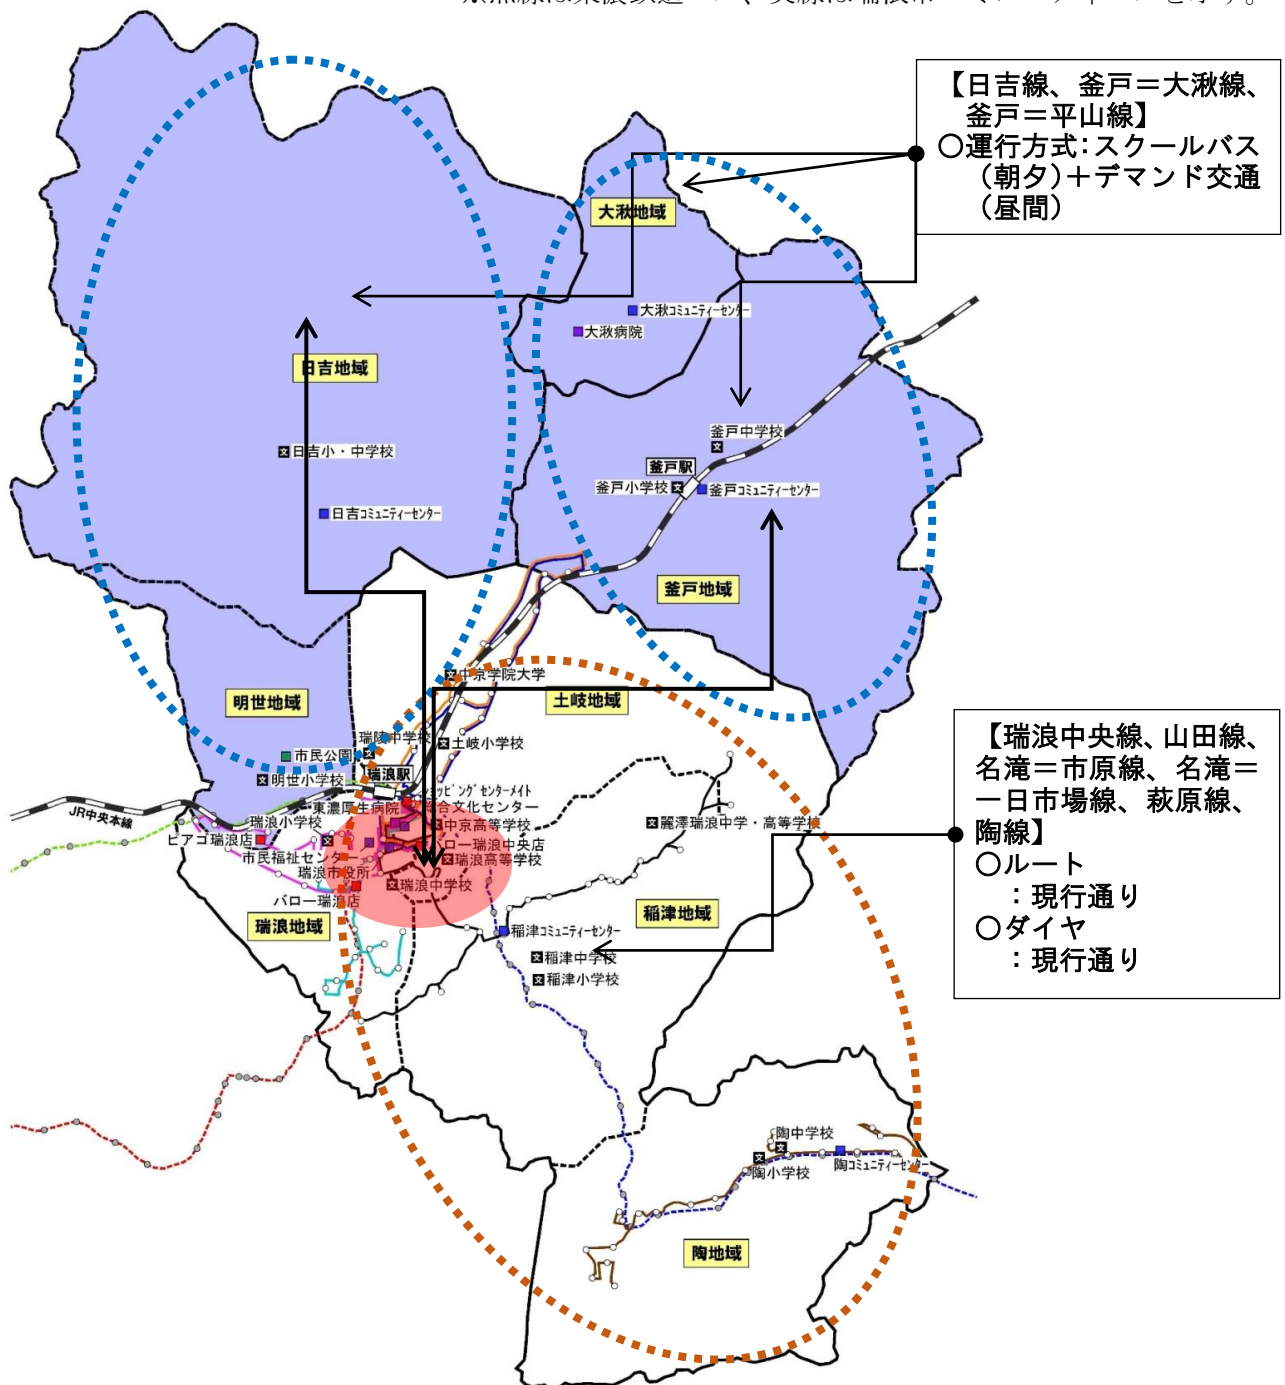 【日吉線、釜戸＝大湫線、
釜戸＝平山線】
○運行方式：スクールバス
（朝夕）＋デマンド交通
（昼間）
大湫地域
大湫コミュニティーセンター
大湫病院
日吉地域
日吉小・中学校
日吉コミュニティーセンター
釜戸中学校
釜戸駅
釜戸小学校
釜戸コミュニティーセンター
釜戸地域
中京学院大学
明世地域
土岐地域
瑞陵中学校
土岐小学校
市民公園
瑞浪駅
明世小学校
ショッピングセンターメイト
東濃厚生病院
総合文化センター
JR中央本線
瑞浪小学校
中京高等学校
麗澤瑞浪中学・高等学校
ピアゴ瑞浪店
バロー瑞浪中央店
市民福祉センター
瑞浪高等学校
瑞浪市役所
瑞浪中学校
バロー瑞浪店
瑞浪地域
稲津地域
稲津コミュニティーセンター
稲津中学校
稲津小学校
【瑞浪中央線、山田線、
名滝＝市原線、名滝＝
一日市場線、萩原線、
陶線】
○ルート
：現行通り
○ダイヤ
：現行通り
陶中学校
陶小学校
陶コミュニティーセンター
陶地域